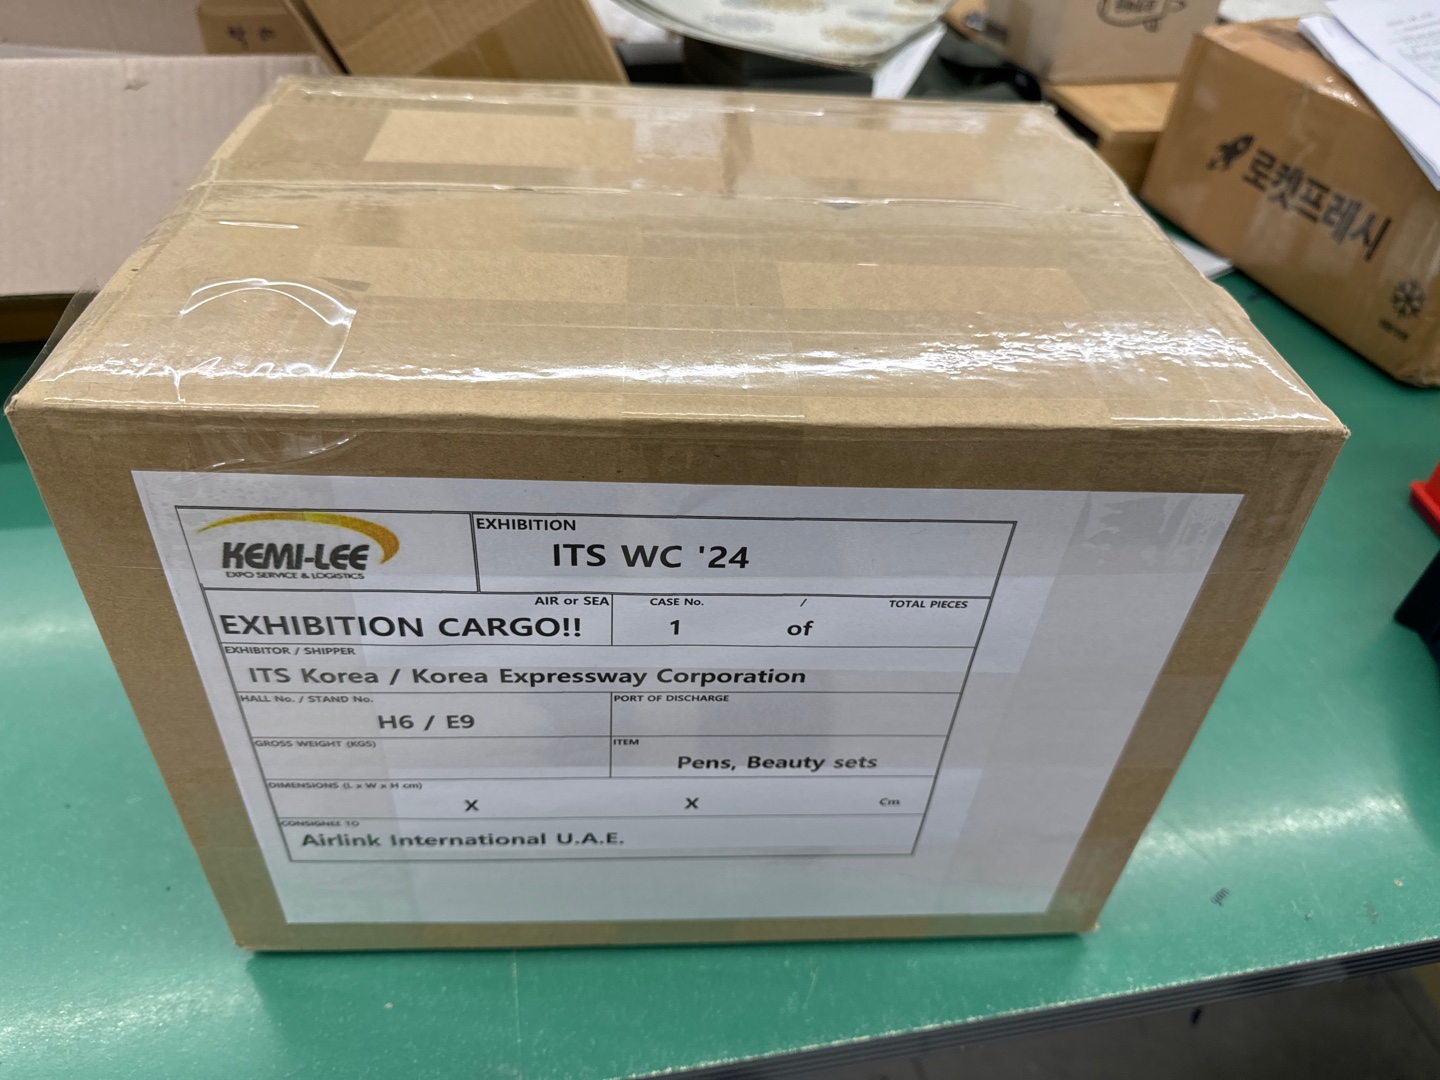 로켓프레시
KEMI-LEE
EXPO SERVICE & LOGISTICS
EXHIBITION
ITS WC '24
AIR or SEA
EXHIBITION CARGO!!
CASE No. / TOTAL PIECES
1 of
EXHIBITOR / SHIPPER
ITS Korea / Korea Expressway Corporation
HALL No. / STAND No.
H6 / E9
PORT OF DISCHARGE
GROSS WEIGHT (KGS)
ITEM
Pens, Beauty sets
DIMENSIONS (L x W x H cm)
X X Cm
CONSIGNEE TO
Airlink International U.A.E.